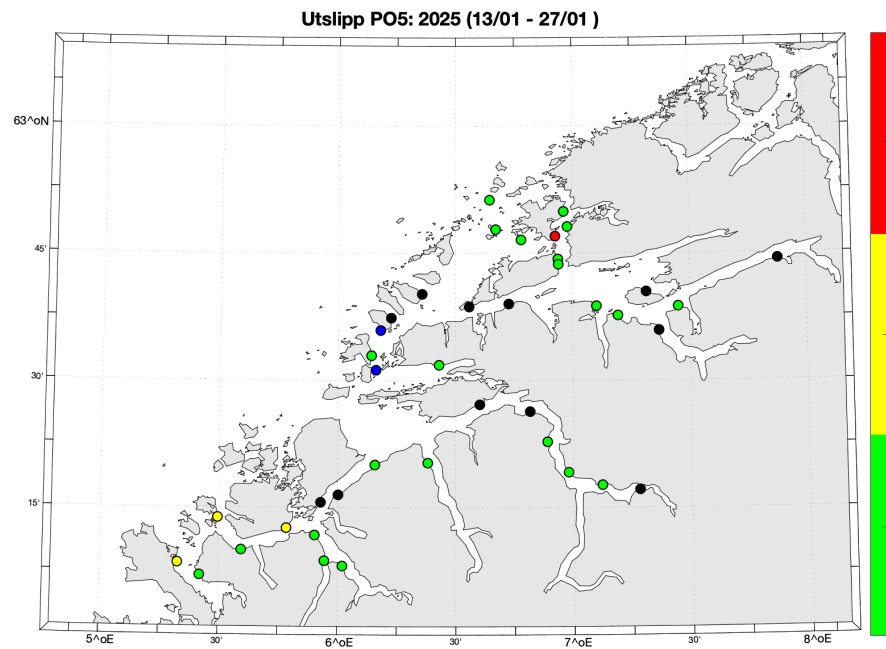 Utslipp PO5: 2025 (13/01 - 27/01 )
63^oN
45'
30'
15'
5^oE
30'
6^oE
30'
7^oE
30'
8^oE